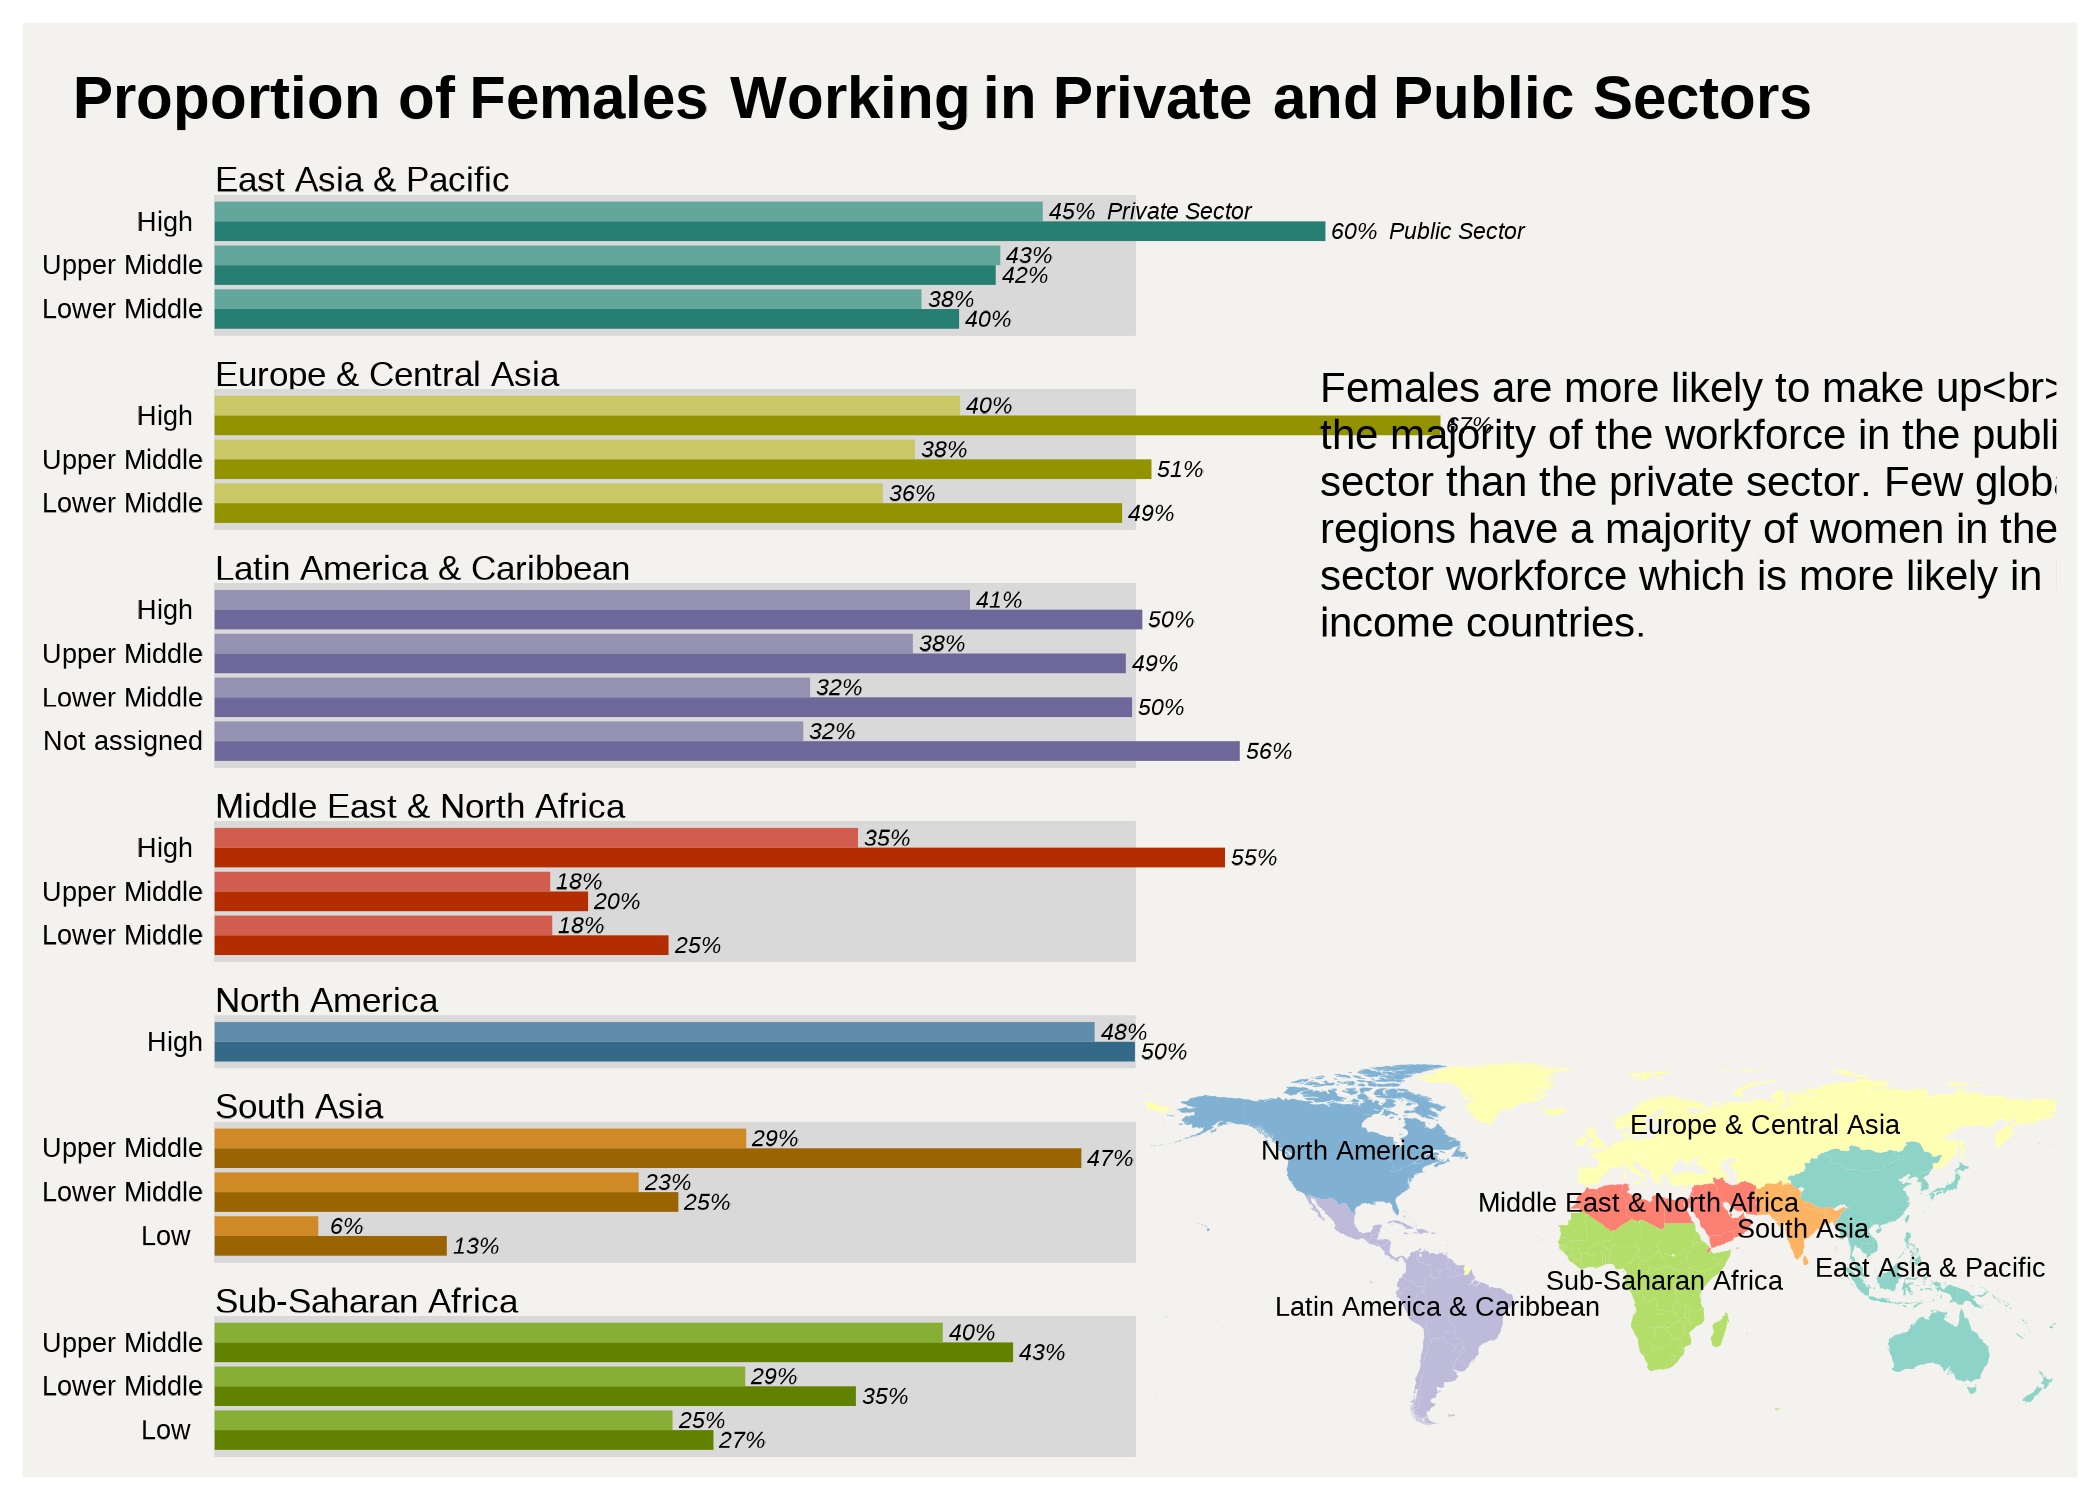 Proportion of Females Working in Private and Public Sectors
East Asia & Pacific
High
45% Private Sector
60% Public Sector
Upper Middle
43%
42%
Lower Middle
38%
40%
Europe & Central Asia
High
40%
67%
Upper Middle
38%
51%
Lower Middle
36%
49%
Females are more likely to make up<br>
the majority of the workforce in the
sector than the private sector. Few
regions have a majority of women in the
sector workforce which is more likely in
income countries.
Latin America & Caribbean
High
41%
50%
Upper Middle
38%
49%
Lower Middle
32%
50%
Not assigned
32%
56%
Middle East & North Africa
High
35%
55%
Upper Middle
18%
20%
Lower Middle
18%
25%
North America
High
48%
50%
South Asia
Upper Middle
29%
47%
Lower Middle
23%
25%
Low
6%
13%
Sub-Saharan Africa
Upper Middle
40%
43%
Lower Middle
29%
35%
Low
25%
27%
Europe & Central Asia
North America
Middle East & North Africa
South Asia
East Asia & Pacific
Sub-Saharan Africa
Latin America & Caribbean